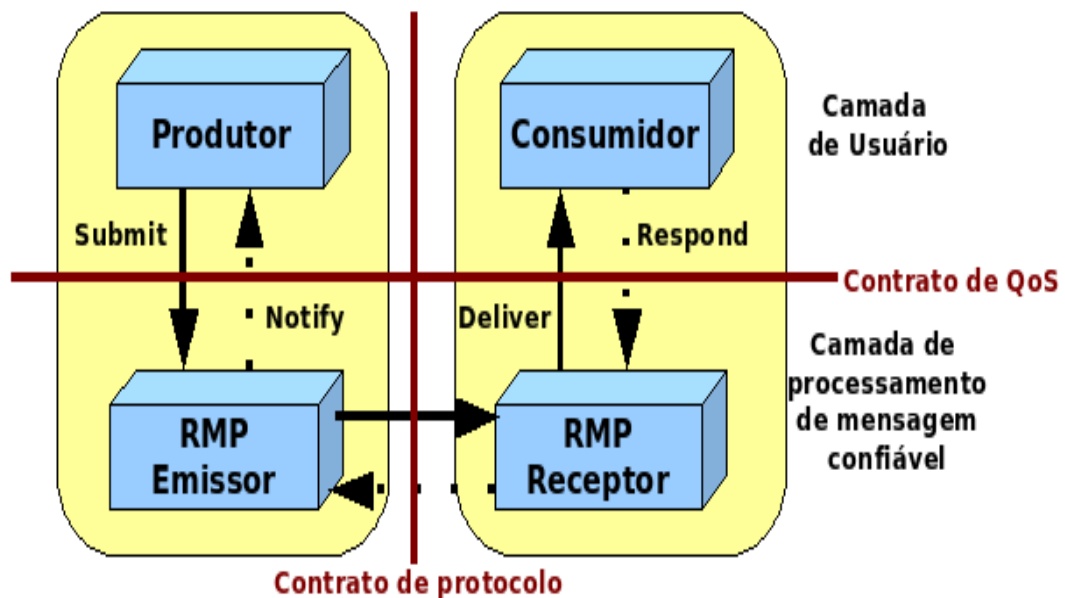 Produtor
Consumidor
Camada
de Usuário
Submit
Respond
Contrato de QoS
Notify
Deliver
Camada de
processamento
de mensagem
confiável
RMP
Emissor
RMP
Receptor
Contrato de protocolo